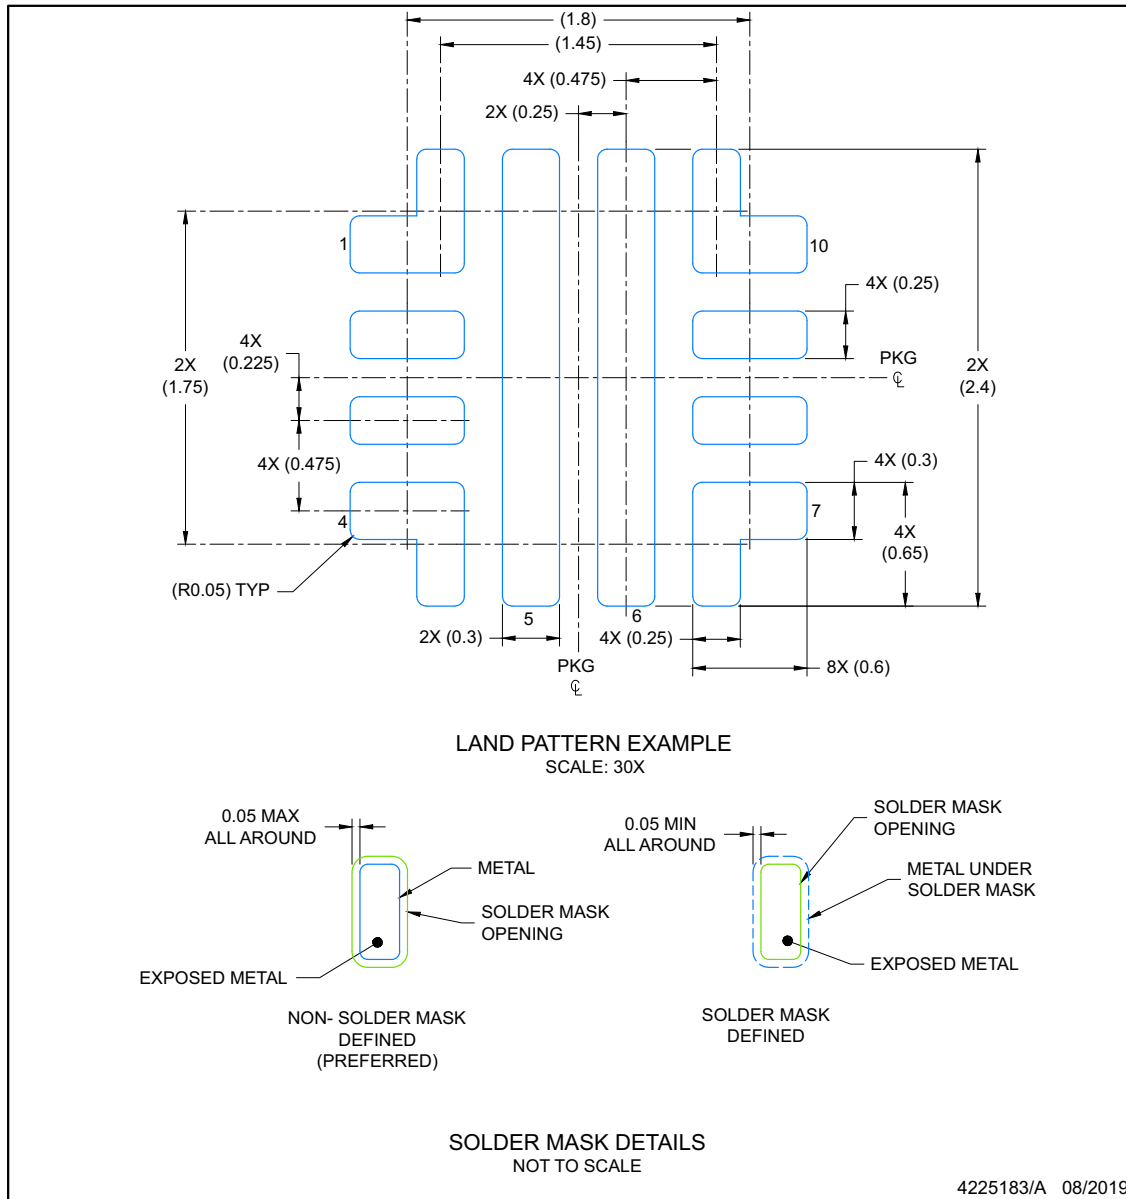 (1.8)
(1.45)
4X (0.475)
2X (0.25)
1
10
4X (0.25)
4X
(0.225)
2X
(1.75)
PKG
℄
2X
(2.4)
4X (0.475)
4X (0.3)
4
7
4X
(0.65)
(R0.05) TYP
5
6
2X (0.3)
4X (0.25)
8X (0.6)
PKG
℄
LAND PATTERN EXAMPLE
SCALE: 30X
0.05 MAX
ALL AROUND
METAL
SOLDER MASK
OPENING
EXPOSED METAL
NON- SOLDER MASK
DEFINED
(PREFERRED)
0.05 MIN
ALL AROUND
SOLDER MASK
OPENING
METAL UNDER
SOLDER MASK
EXPOSED METAL
SOLDER MASK
DEFINED
SOLDER MASK DETAILS
NOT TO SCALE
4225183/A 08/2019